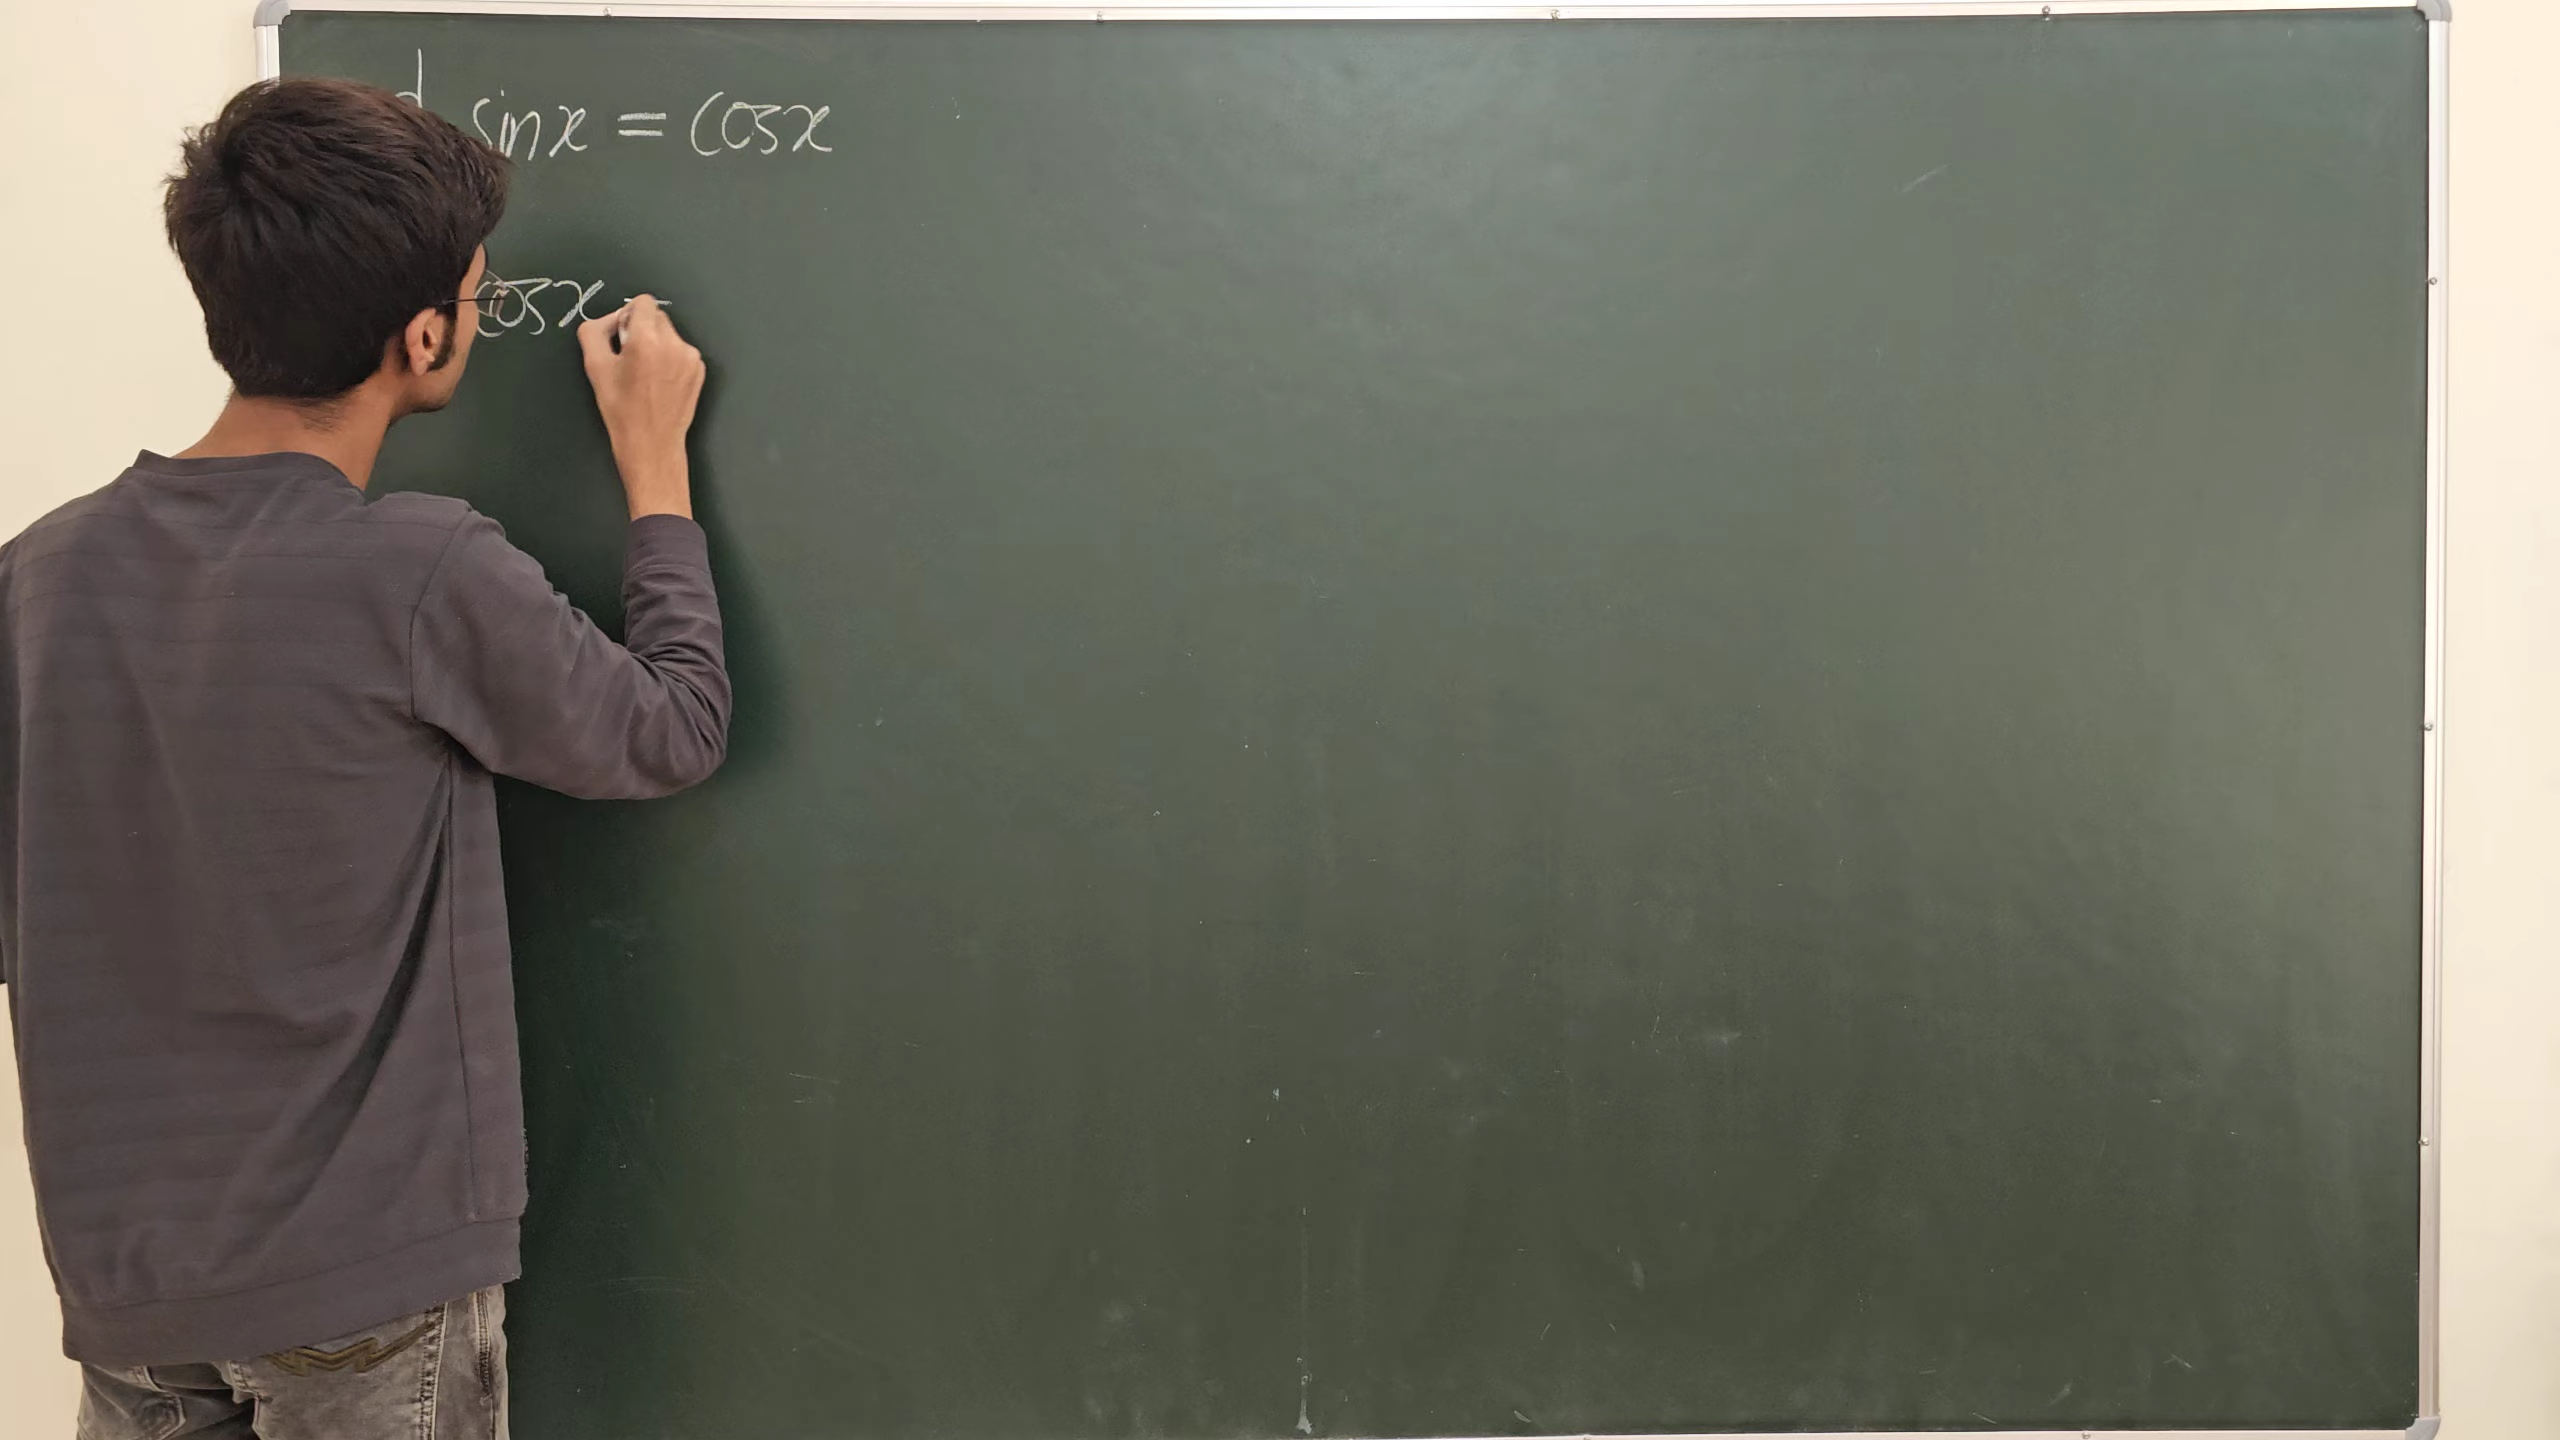 d sinx = cosx
cosx =